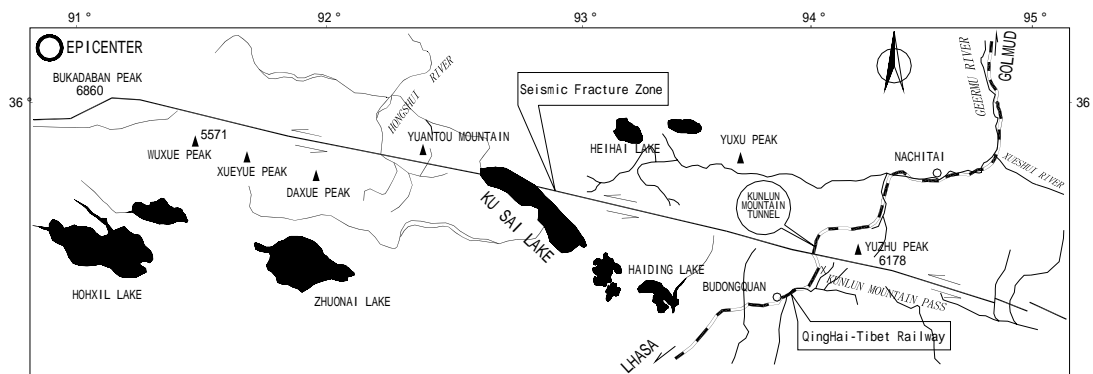 91 °
92 °
93 °
94°
95 °
EPICENTER
BUKADABAN PEAK
6860
36 °
36
5571
WUXUE PEAK
XUEYUE PEAK
DAXUE PEAK
HONGSHUI RIVER
YUANTOU MOUNTAIN
Seismic Fracture Zone
HEIHAI LAKE
YUXU PEAK
NACHITAI
GEERMU RIVER
GOLMUD
XUESHUI RIVER
KUNLUN
MOUNTAIN
TUNNEL
KU SAI LAKE
YUZHU PEAK
6178
HOHXIL LAKE
ZHUONAI LAKE
HAIDING LAKE
BUDONGQUAN
KUNLUN MOUNTAIN PASS
LHASA
QingHai-Tibet Railway